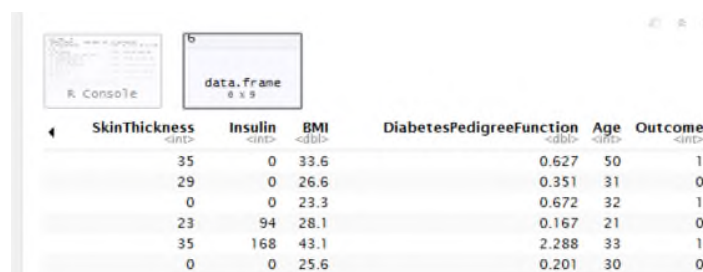 R Console
data.frame
6 x 9
SkinThickness Insulin BMI DiabetesPedigreeFunction Age Outcome
<int> <int> <dbl> <dbl> <int> <int>
35 0 33.6 0.627 50 1
29 0 26.6 0.351 31 0
0 0 23.3 0.672 32 1
23 94 28.1 0.167 21 0
35 168 43.1 2.288 33 1
0 0 25.6 0.201 30 0